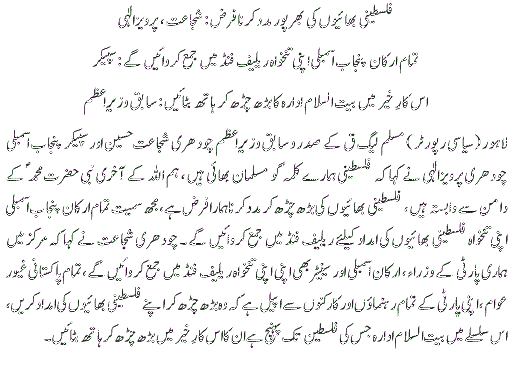 فلسطینی بھائیوں کی بھرپور مدد کرنا فرض: شجاعت، پرویزالٰہی
تمام ارکان پنجاب اسمبلی اپنی تنخواہ ریلیف فنڈ میں جمع کروائیں گے: سپیکر
اس کارِ خیر میں بیت السلام ادارہ کا بڑھ چڑھ کر ہاتھ بٹائیں: سابق وزیراعظم
لاہور (سیاسی رپورٹر) مسلم لیگ ق کے صدر و سابق وزیراعظم چودھری شجاعت حسین اور سپیکر پنجاب اسمبلی
چودھری پرویزالٰہی نے کہا کہ فلسطینی ہمارے کلمہ گو مسلمان بھائی ہیں، ہم اللہ کے آخری نبی حضرت محمدؐ کے
دامن سے وابستہ ہیں، فلسطینی بھائیوں کی بڑھ چڑھ کر مدد کرنا ہمارا فرض ہے، مجھ سمیت تمام ارکان پنجاب اسمبلی
اپنی تنخواہ فلسطینی بھائیوں کی امداد کیلئے ریلیف فنڈ میں جمع کروائیں گے۔ چودھری شجاعت نے کہا کہ مرکز میں
ہماری پارٹی کے وزراء، ارکان اسمبلی اور سینیٹر بھی اپنی اپنی تنخواہ ریلیف فنڈ میں جمع کروائیں گے، تمام پاکستانی غیور
عوام، اپنی پارٹی کے تمام رہنماؤں اور کارکنوں سے اپیل ہے کہ وہ بڑھ چڑھ کر اپنے فلسطینی بھائیوں کی امداد کریں،
اس سلسلے میں بیت السلام ادارہ جس کی فلسطین تک پہنچ ہے ان کا اس کارِ خیر میں بڑھ چڑھ کر ہاتھ بٹائیں۔